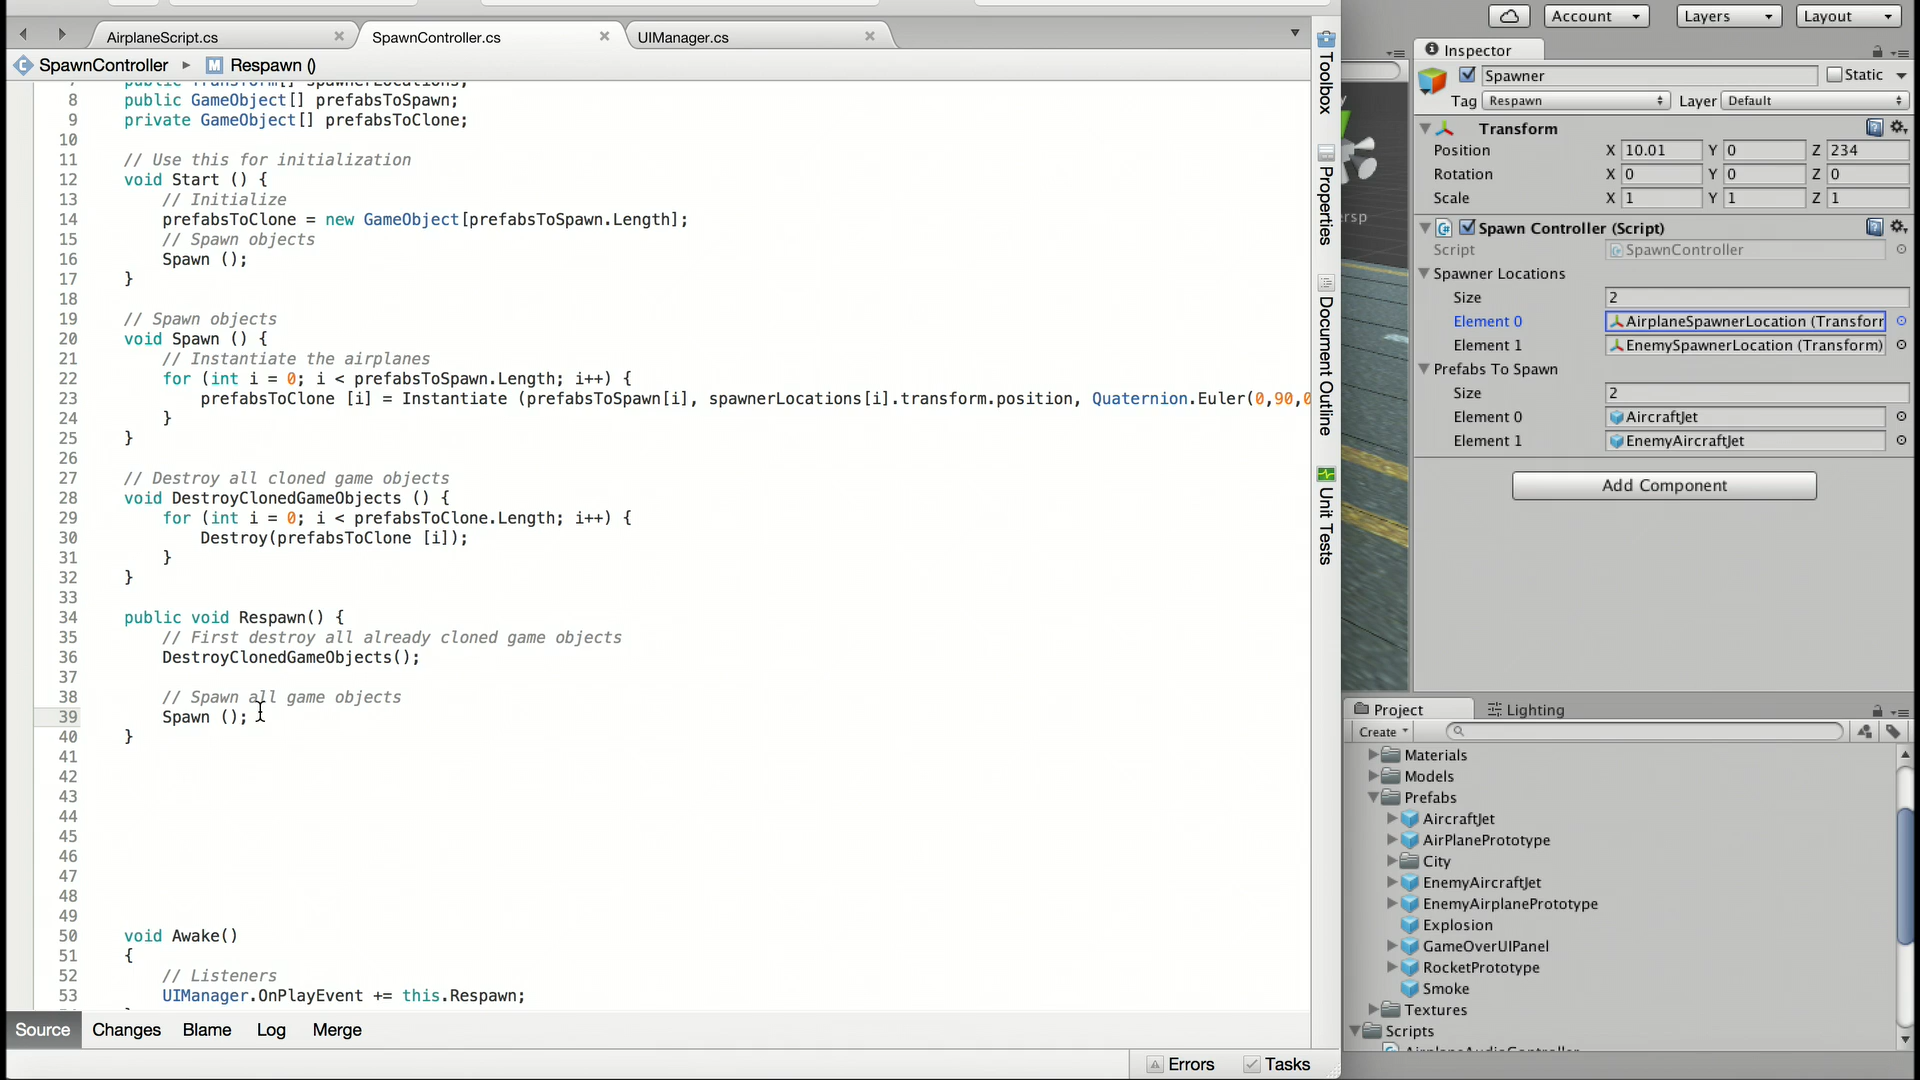 AirplaneScript.cs
SpawnController.cs
UIManager.cs
SpawnController
Respawn ()
8 public GameObject[] prefabsToSpawn;
9 private GameObject[] prefabsToClone;
10
11 // Use this for initialization
12 void Start () {
13 // Initialize
14 prefabsToClone = new GameObject[prefabsToSpawn.Length];
15 // Spawn objects
16 Spawn ();
17 }
18
19 // Spawn objects
20 void Spawn () {
21 // Instantiate the airplanes
22 for (int i = 0; i < prefabsToSpawn.Length; i++) {
23 prefabsToClone [i] = Instantiate (prefabsToSpawn[i], spawnerLocations[i].transform.position, Quaternion.Euler(0,90,0
24 }
25 }
26
27 // Destroy all cloned game objects
28 void DestroyClonedGameObjects () {
29 for (int i = 0; i < prefabsToClone.Length; i++) {
30 Destroy(prefabsToClone [i]);
31 }
32 }
33
34 public void Respawn() {
35 // First destroy all already cloned game objects
36 DestroyClonedGameObjects();
37
38 // Spawn all game objects
39 Spawn ();
40 }
41
42
43
44
45
46
47
48
49
50 void Awake()
51 {
52 // Listeners
53 UIManager.OnPlayEvent += this.Respawn;
Source Changes Blame Log Merge
Errors Tasks
Toolbox
Properties
Document Outline
Unit Tests
Account Layers Layout
Inspector
Spawner Static
Tag Respawn Layer Default
Transform
Position X 10.01 Y 0 Z 234
Rotation X 0 Y 0 Z 0
Scale X 1 Y 1 Z 1
Spawn Controller (Script)
Script SpawnController
Spawner Locations
Size 2
Element 0 AirplaneSpawnerLocation (Transforr
Element 1 EnemySpawnerLocation (Transform)
Prefabs To Spawn
Size 2
Element 0 AircraftJet
Element 1 EnemyAircraftJet
Add Component
Project Lighting
Create
Materials
Models
Prefabs
AircraftJet
AirPlanePrototype
City
EnemyAircraftJet
EnemyAirplanePrototype
Explosion
GameOverUIPanel
RocketPrototype
Smoke
Textures
Scripts